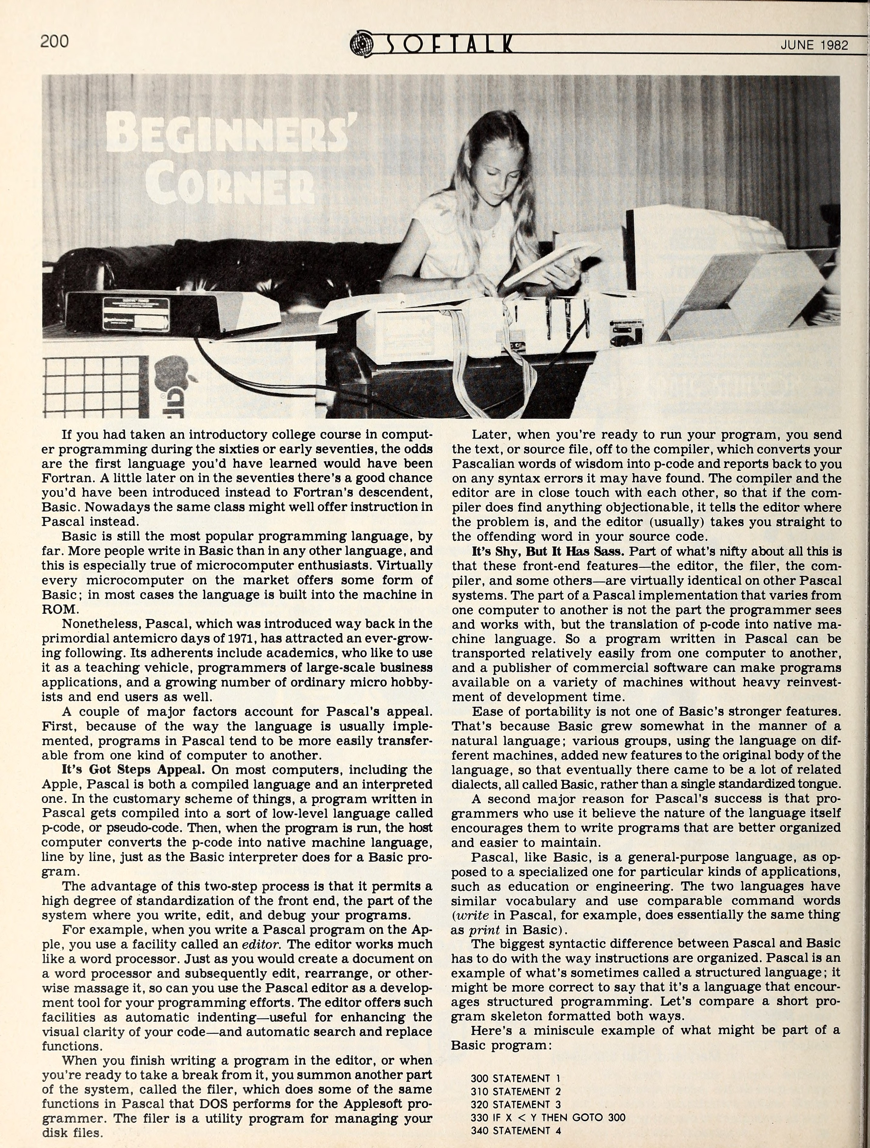 200
SOFTALK
JUNE 1982
BEGINNERS'
CORNER
If you had taken an introductory college course in comput-
er programming during the sixties or early seventies, the odds
are the first language you'd have learned would have been
Fortran. A little later on in the seventies there's a good chance
you'd have been introduced instead to Fortran's descendent,
Basic. Nowadays the same class might well offer instruction in
Pascal instead.
Basic is still the most popular programming language, by
far. More people write in Basic than in any other language, and
this is especially true of microcomputer enthusiasts. Virtually
every microcomputer on the market offers some form of
Basic; in most cases the language is built into the machine in
ROM.
Nonetheless, Pascal, which was introduced way back in the
primordial antemicro days of 1971, has attracted an ever-grow-
ing following. Its adherents include academics, who like to use
it as a teaching vehicle, programmers of large-scale business
applications, and a growing number of ordinary micro hobby-
ists and end users as well.
A couple of major factors account for Pascal's appeal.
First, because of the way the language is usually imple-
mented, programs in Pascal tend to be more easily transfer-
able from one kind of computer to another.
It's Got Steps Appeal. On most computers, including the
Apple, Pascal is both a compiled language and an interpreted
one. In the customary scheme of things, a program written in
Pascal gets compiled into a sort of low-level language called
p-code, or pseudo-code. Then, when the program is run, the host
computer converts the p-code into native machine language,
line by line, just as the Basic interpreter does for a Basic pro-
gram.
The advantage of this two-step process is that it permits a
high degree of standardization of the front end, the part of the
system where you write, edit, and debug your programs.
For example, when you write a Pascal program on the Ap-
ple, you use a facility called an editor. The editor works much
like a word processor. Just as you would create a document on
a word processor and subsequently edit, rearrange, or other-
wise massage it, so can you use the Pascal editor as a develop-
ment tool for your programming efforts. The editor offers such
facilities as automatic indenting—useful for enhancing the
visual clarity of your code—and automatic search and replace
functions.
When you finish writing a program in the editor, or when
you're ready to take a break from it, you summon another part
of the system, called the filer, which does some of the same
functions in Pascal that DOS performs for the Applesoft pro-
grammer. The filer is a utility program for managing your
disk files.
Later, when you're ready to run your program, you send
the text, or source file, off to the compiler, which converts your
Pascalian words of wisdom into p-code and reports back to you
on any syntax errors it may have found. The compiler and the
editor are in close touch with each other, so that if the com-
piler does find anything objectionable, it tells the editor where
the problem is, and the editor (usually) takes you straight to
the offending word in your source code.
It's Shy, But It Has Sass. Part of what's nifty about all this is
that these front-end features—the editor, the filer, the com-
piler, and some others—are virtually identical on other Pascal
systems. The part of a Pascal implementation that varies from
one computer to another is not the part the programmer sees
and works with, but the translation of p-code into native ma-
chine language. So a program written in Pascal can be
transported relatively easily from one computer to another,
and a publisher of commercial software can make programs
available on a variety of machines without heavy reinvest-
ment of development time.
Ease of portability is not one of Basic's stronger features.
That's because Basic grew somewhat in the manner of a
natural language; various groups, using the language on dif-
ferent machines, added new features to the original body of the
language, so that eventually there came to be a lot of related
dialects, all called Basic, rather than a single standardized tongue.
A second major reason for Pascal's success is that pro-
grammers who use it believe the nature of the language itself
encourages them to write programs that are better organized
and easier to maintain.
Pascal, like Basic, is a general-purpose language, as op-
posed to a specialized one for particular kinds of applications,
such as education or engineering. The two languages have
similar vocabulary and use comparable command words
(write in Pascal, for example, does essentially the same thing
as print in Basic).
The biggest syntactic difference between Pascal and Basic
has to do with the way instructions are organized. Pascal is an
example of what's sometimes called a structured language; it
might be more correct to say that it's a language that encour-
ages structured programming. Let's compare a short pro-
gram skeleton formatted both ways.
Here's a miniscule example of what might be part of a
Basic program:
300 STATEMENT 1
310 STATEMENT 2
320 STATEMENT 3
330 IF X < Y THEN GOTO 300
340 STATEMENT 4